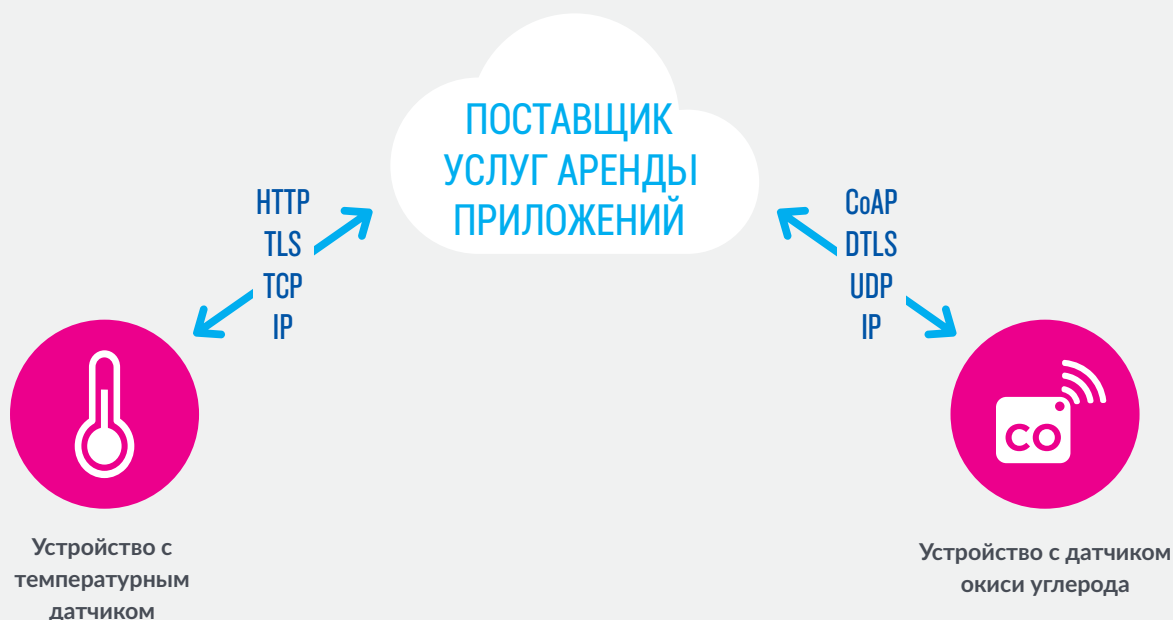 ПОСТАВЩИК
УСЛУГ АРЕНДЫ
ПРИЛОЖЕНИЙ
HTTP
TLS
TCP
IP
CoAP
DTLS
UDP
IP
CO
Устройство с
температурным
датчиком
Устройство с датчиком
окиси углерода